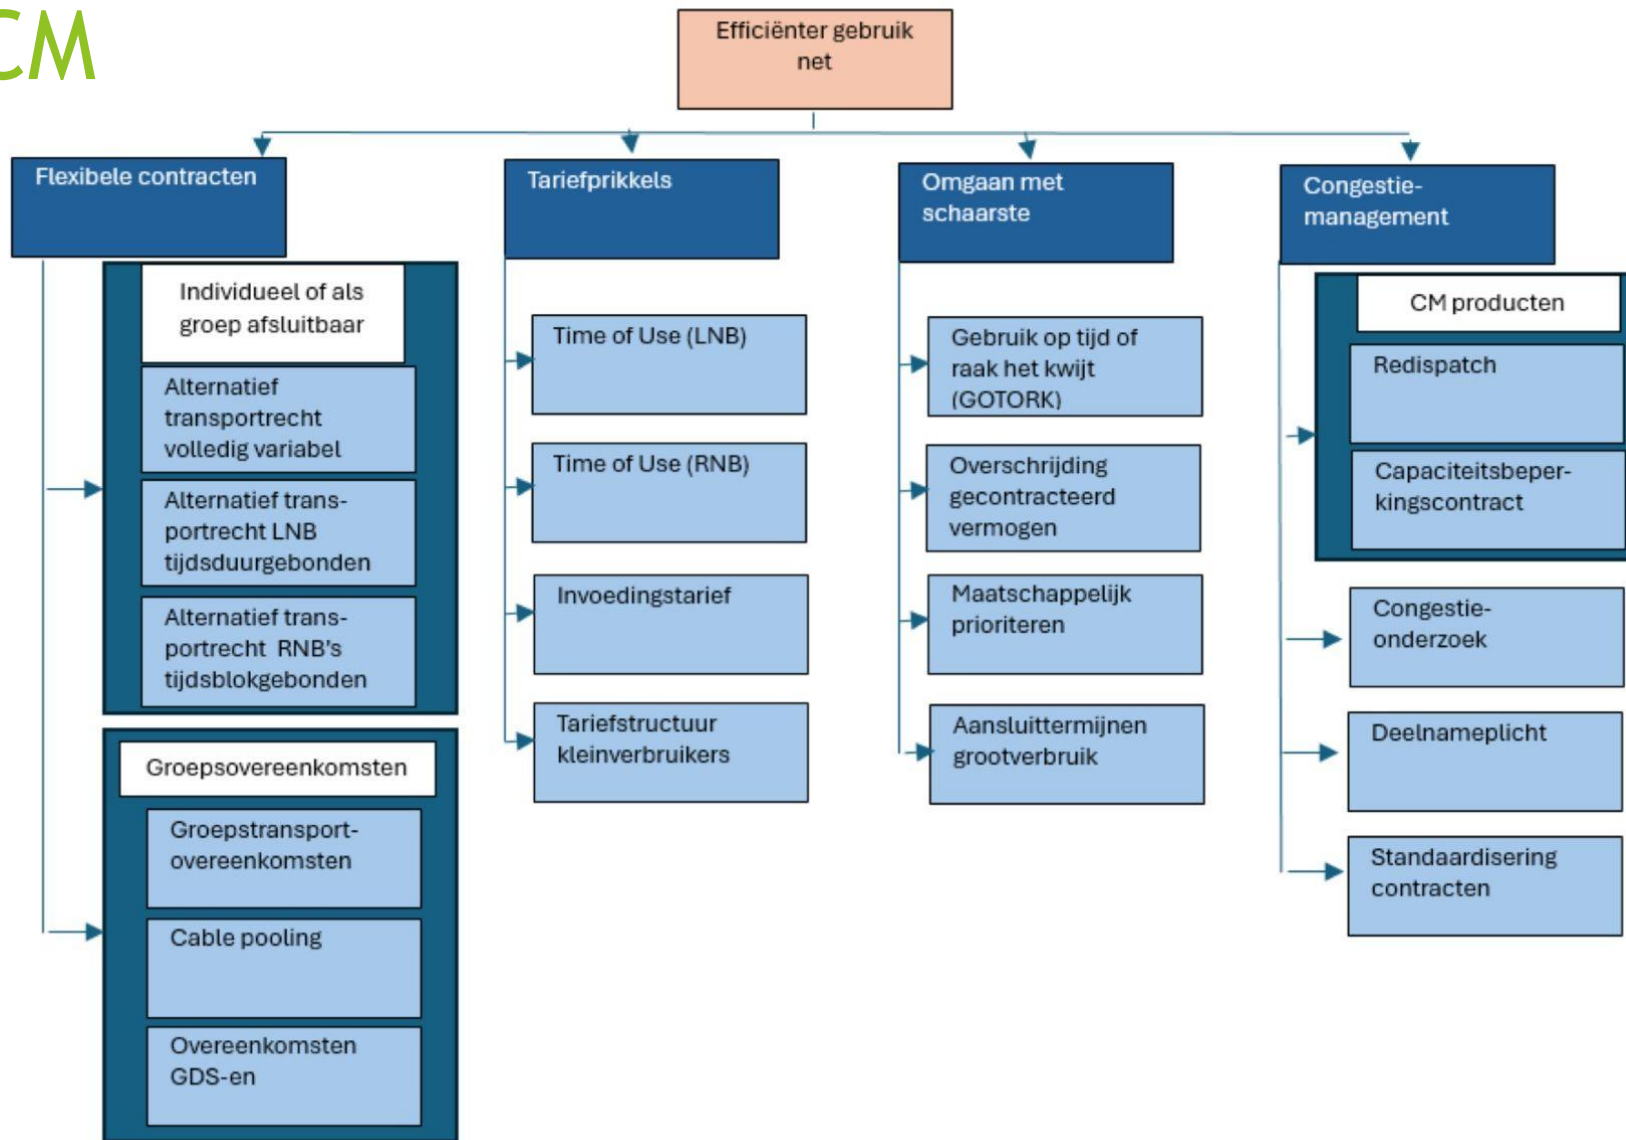 CM
Efficiënter gebruik
net
Flexibele contracten
Individueel of als
groep afsluitbaar
Alternatief
transportrecht
volledig variabel
Alternatief trans-
portrecht LNB
tijdsduurgebonden
Alternatief trans-
portrecht RNB's
tijdsblokgebonden
Groepsovereenkomsten
Groepstransport-
overeenkomsten
Cable pooling
Overeenkomsten
GDS-en
Tariefprikkels
Time of Use (LNB)
Time of Use (RNB)
Invoedingstarief
Tariefstructuur
kleinverbruikers
Omgaan met
schaarste
Gebruik op tijd of
raak het kwijt
(GOTORK)
Overschrijding
gecontracteerd
vermogen
Maatschappelijk
prioriteren
Aansluittermijnen
grootverbruik
Congestie-
management
CM producten
Redispatch
Capaciteitsbeper-
kingscontract
Congestie-
onderzoek
Deelnameplicht
Standaardisering
contracten